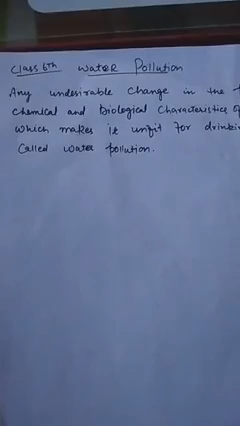 Class 6th Water Pollution
Any undesirable change in the
chemical and Biological Characteristics
which makes it unfit for
Called water pollution.